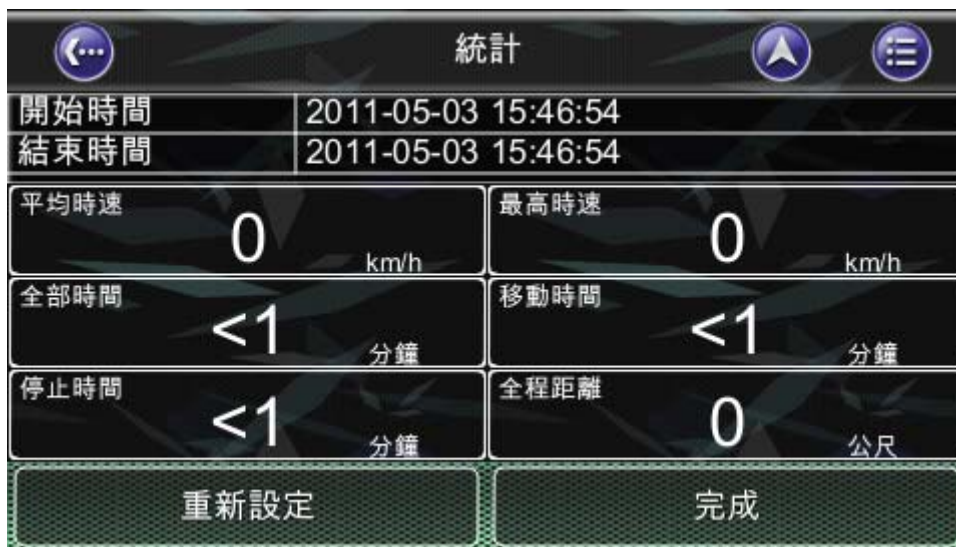 統計
開始時間 2011-05-03 15:46:54
結束時間 2011-05-03 15:46:54
平均時速 最高時速
0 km/h 0 km/h
全部時間 移動時間
<1 分鐘 <1 分鐘
停止時間 全程距離
<1 分鐘 0 公尺
重新設定 完成